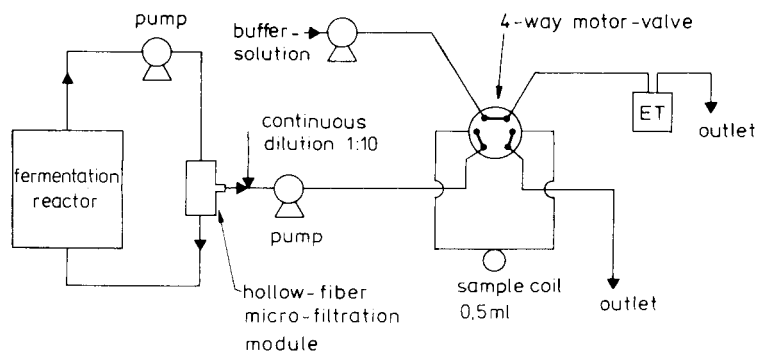 pump
buffer-
solution
4-way motor-valve
continuous
dilution 1:10
ET
outlet
fermentation
reactor
pump
hollow-fiber
micro-filtration
module
sample coil
0,5ml
outlet